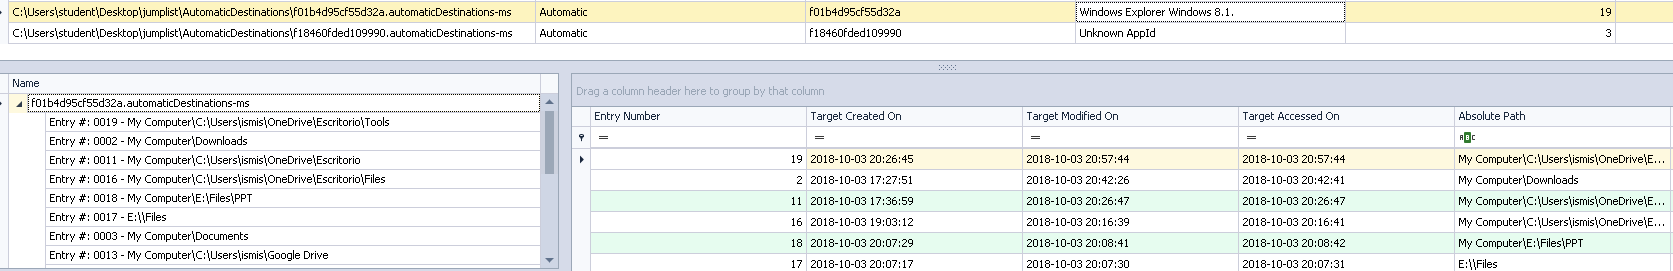 C:\Users\student\Desktop\jumplist\AutomaticDestinations\f01b4d95cf55d32a.automaticDestinations-ms Automatic f01b4d95cf55d32a Windows Explorer Windows 8.1. 19
C:\Users\student\Desktop\jumplist\AutomaticDestinations\f18460fded109990.automaticDestinations-ms Automatic f18460fded109990 Unknown AppId 3
Name
f01b4d95cf55d32a.automaticDestinations-ms
Entry #: 0019 - My Computer\C:\Users\ismis\OneDrive\Escritorio\Tools
Entry #: 0002 - My Computer\Downloads
Entry #: 0011 - My Computer\C:\Users\ismis\OneDrive\Escritorio
Entry #: 0016 - My Computer\C:\Users\ismis\OneDrive\Escritorio\Files
Entry #: 0018 - My Computer\E:\Files\PPT
Entry #: 0017 - E:\\Files
Entry #: 0003 - My Computer\Documents
Entry #: 0013 - My Computer\C:\Users\ismis\Google Drive
Drag a column header here to group by that column
Entry Number Target Created On Target Modified On Target Accessed On Absolute Path
= = = = ABC
19 2018-10-03 20:26:45 2018-10-03 20:57:44 2018-10-03 20:57:44 My Computer\C:\Users\ismis\OneDrive\E...
2 2018-10-03 17:27:51 2018-10-03 20:42:26 2018-10-03 20:42:41 My Computer\Downloads
11 2018-10-03 17:36:59 2018-10-03 20:26:47 2018-10-03 20:26:47 My Computer\C:\Users\ismis\OneDrive\E...
16 2018-10-03 19:03:12 2018-10-03 20:16:39 2018-10-03 20:16:41 My Computer\C:\Users\ismis\OneDrive\E...
18 2018-10-03 20:07:29 2018-10-03 20:08:41 2018-10-03 20:08:42 My Computer\E:\Files\PPT
17 2018-10-03 20:07:17 2018-10-03 20:07:30 2018-10-03 20:07:31 E:\\Files